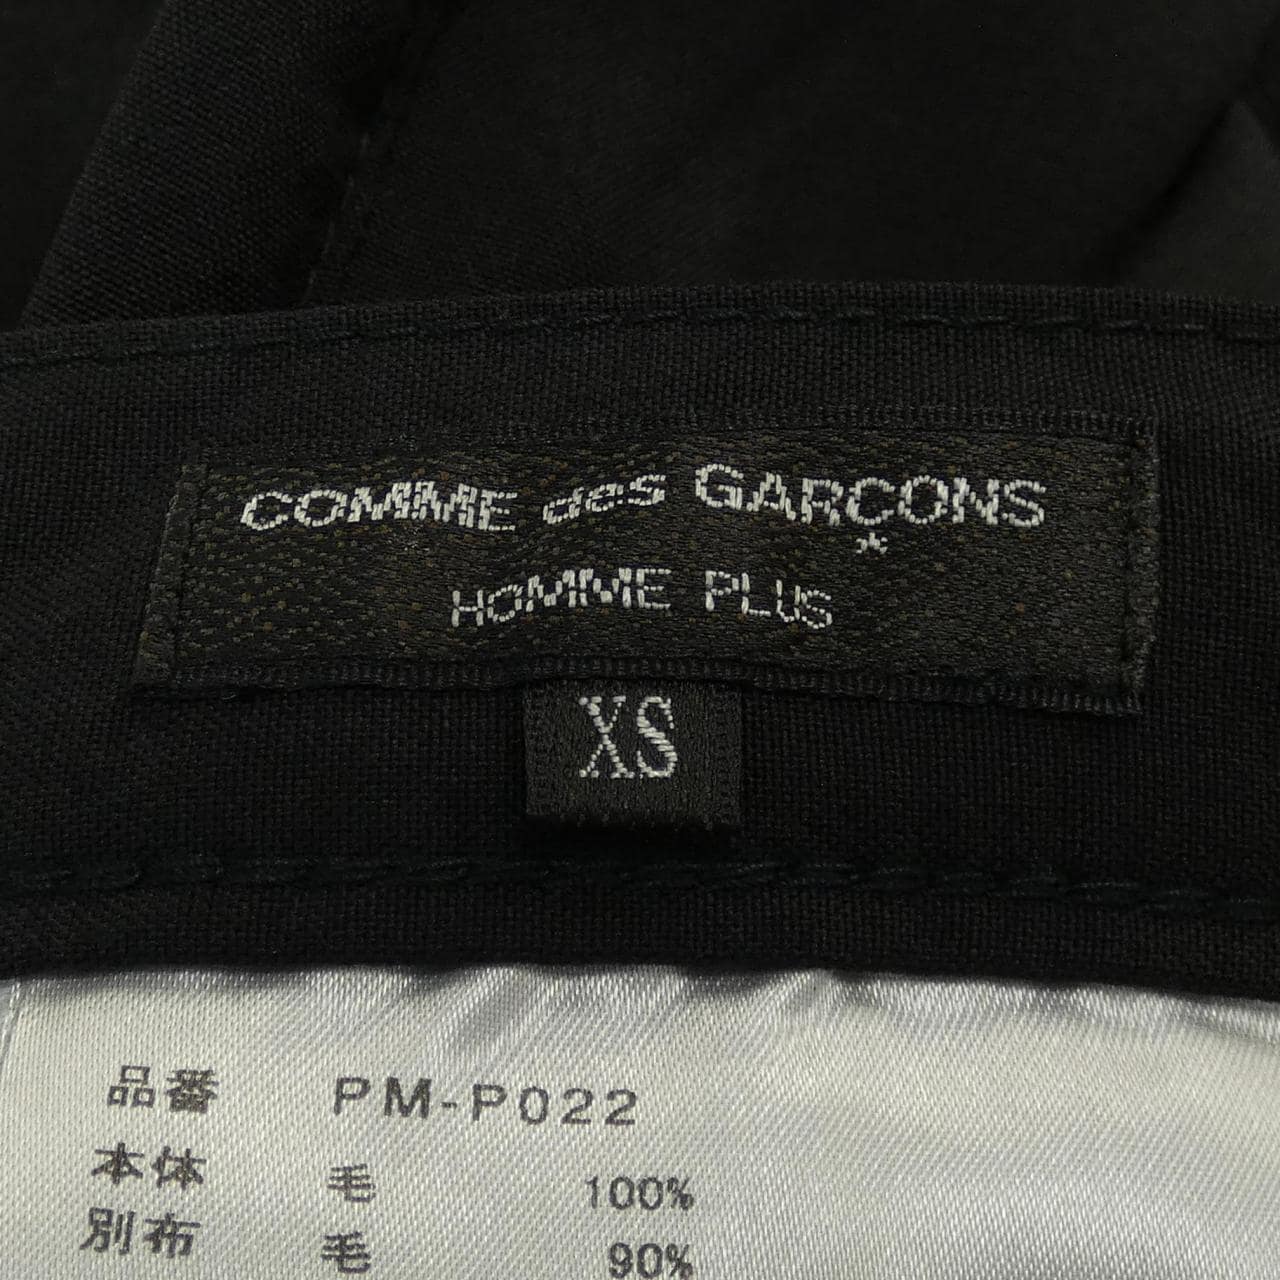 COMME des GARCONS
*
HOMME PLUS
XS
品番 PM-P022
本体 毛 100%
別布 毛 90%